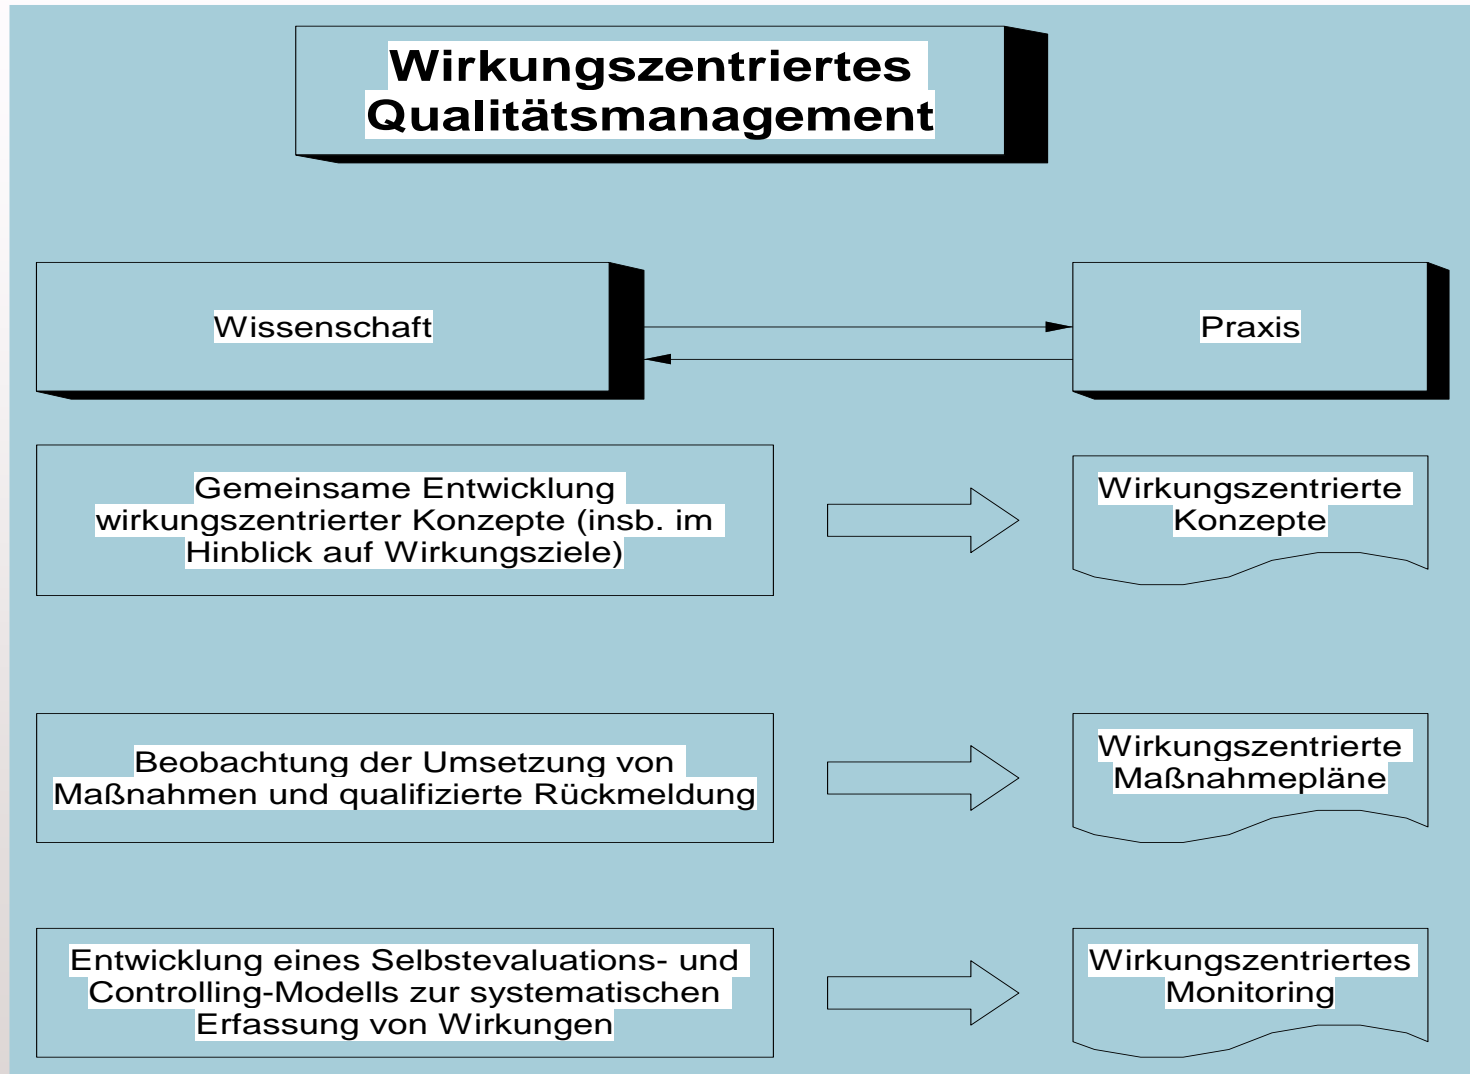 Wirkungszentriertes
Qualitätsmanagement
Wissenschaft
Praxis
Gemeinsame Entwicklung
wirkungszentrierter Konzepte (insb. im
Hinblick auf Wirkungsziele)
Wirkungszentrierte
Konzepte
Beobachtung der Umsetzung von
Maßnahmen und qualifizierte Rückmeldung
Wirkungszentrierte
Maßnahmepläne
Entwicklung eines Selbstevaluations- und
Controlling-Modells zur systematischen
Erfassung von Wirkungen
Wirkungszentriertes
Monitoring